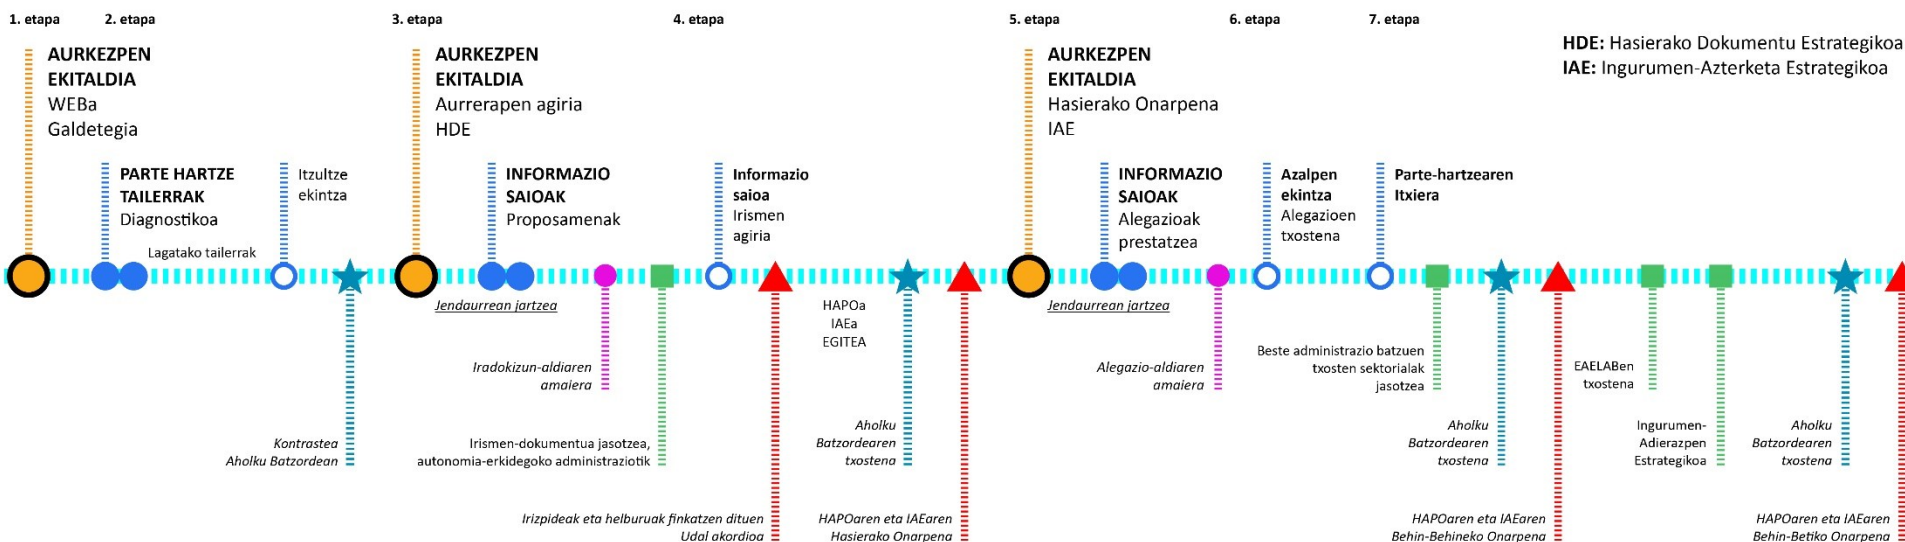 1. etapa
2. etapa
3. etapa
4. etapa
5. etapa
6. etapa
7. etapa
HDE: Hasierako Dokumentu Estrategikoa
IAE: Ingurumen-Azterketa Estrategikoa
AURKEZPEN
EKITALDIA
WEBa
Galdetegia
PARTE HARTZE
TAILERRAK
Diagnostikoa
Lagatako tailerrak
Itzultze
ekintza
Kontrastea
Aholku Batzordean
AURKEZPEN
EKITALDIA
Aurrerapen agiria
HDE
INFORMAZIO
SAIOAK
Proposamenak
Jendaurrean jartzea
Iradokizun-aldiaren
amaiera
Irismen-dokumentua jasotzea,
autonomia-erkidegoko administraziotik
Informazio
saioa
Irismen
agiria
Irizpideak eta helburuak finkatzen dituen
Udal akordioa
HAPOa
IAEa
EGITEA
Aholku
Batzordearen
txostena
HAPOaren eta IAEaren
Hasierako Onarpena
AURKEZPEN
EKITALDIA
Hasierako Onarpena
IAE
INFORMAZIO
SAIOAK
Alegazioak
prestatzea
Jendaurrean jartzea
Alegazio-aldiaren
amaiera
Azalpen
ekintza
Alegazioen
txostena
Parte-hartzearen
Itxiera
Beste administrazio batzuen
txosten sektorialak
jasotzea
Aholku
Batzordearen
txostena
HAPOaren eta IAEaren
Behin-Behineko Onarpena
EAELABen
txostena
Ingurumen-
Adierazpen
Estrategikoa
Aholku
Batzordearen
txostena
HAPOaren eta IAEaren
Behin-Betiko Onarpena